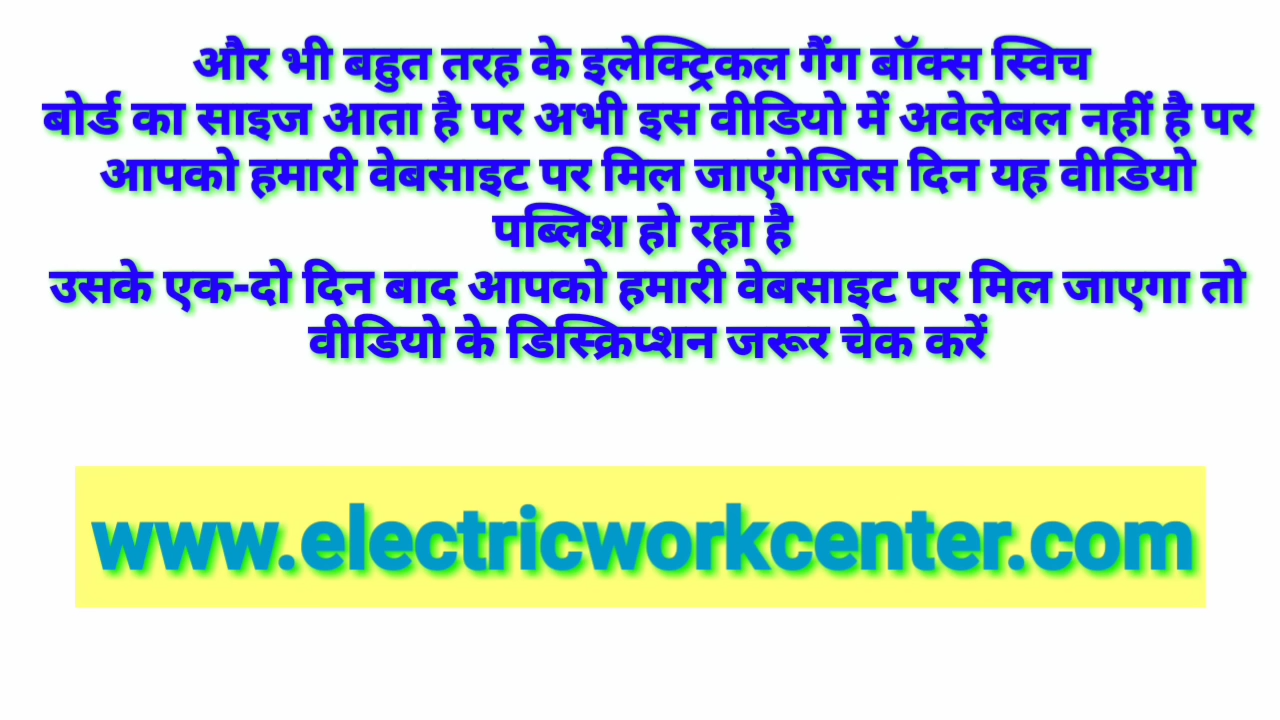 और भी बहुत तरह के इलेक्ट्रिकल गैंग बॉक्स स्विच
बोर्ड का साइज आता है पर अभी इस वीडियो में अवेलेबल नहीं है पर
आपको हमारी वेबसाइट पर मिल जाएंगेजिस दिन यह वीडियो
पब्लिश हो रहा है
उसके एक-दो दिन बाद आपको हमारी वेबसाइट पर मिल जाएगा तो
वीडियो के डिस्क्रिप्शन जरूर चेक करें
www.electricworkcenter.com